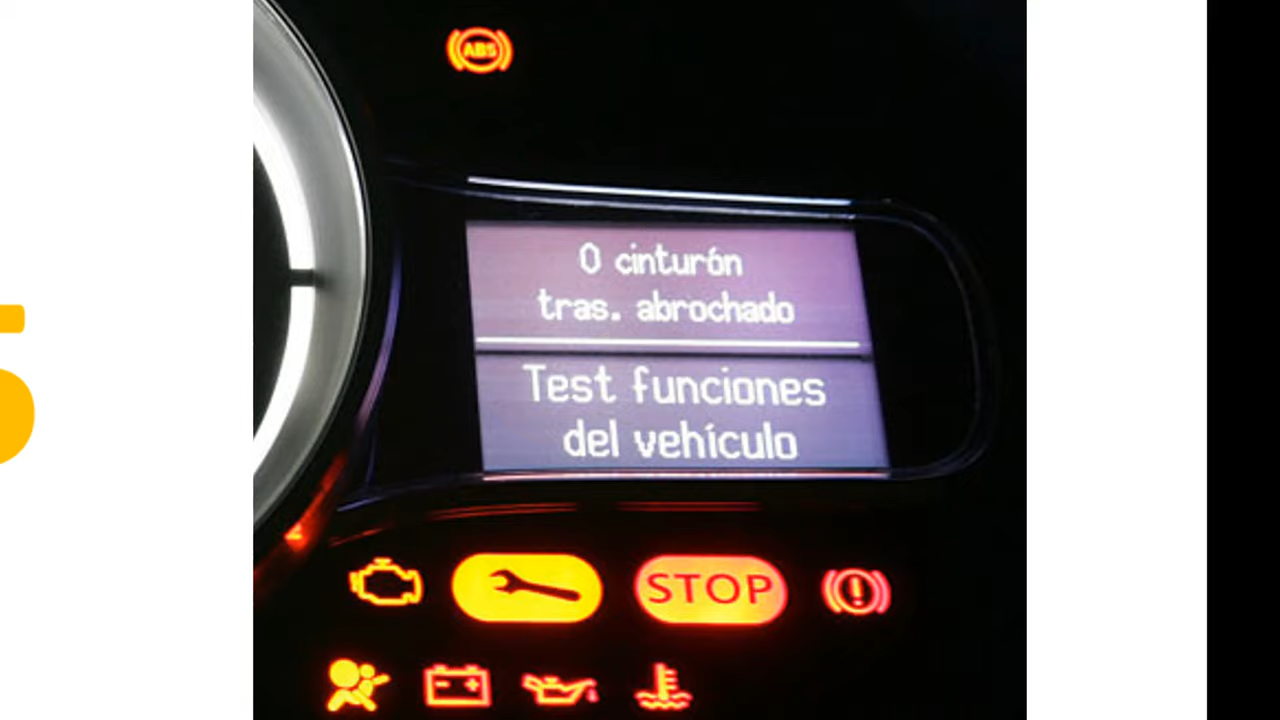 ABS
0 cinturón
tras. abrochado
Test funciones
del vehículo
STOP